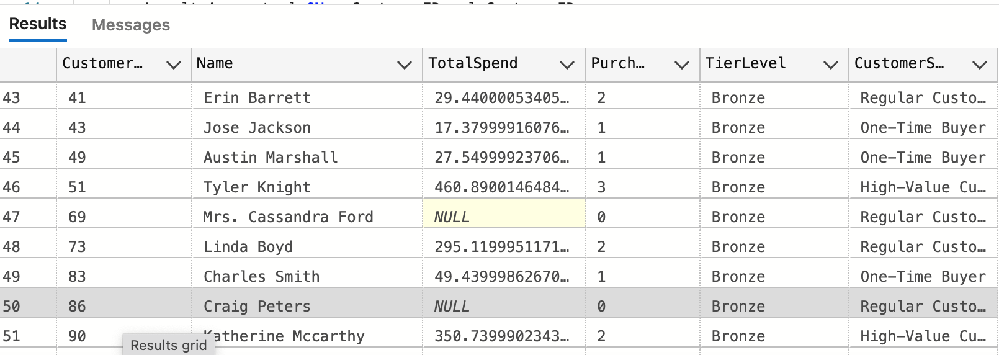 Results Messages
Customer… Name TotalSpend Purch… TierLevel CustomerS…
43 41 Erin Barrett 29.44000053405… 2 Bronze Regular Custo…
44 43 Jose Jackson 17.37999916076… 1 Bronze One-Time Buyer
45 49 Austin Marshall 27.54999923706… 1 Bronze One-Time Buyer
46 51 Tyler Knight 460.8900146484… 3 Bronze High-Value Cu…
47 69 Mrs. Cassandra Ford NULL 0 Bronze Regular Custo…
48 73 Linda Boyd 295.1199951171… 2 Bronze Regular Custo…
49 83 Charles Smith 49.43999862670… 1 Bronze One-Time Buyer
50 86 Craig Peters NULL 0 Bronze Regular Custo…
51 90 Katherine Mccarthy 350.7399902343… 2 Bronze High-Value Cu…
Results grid